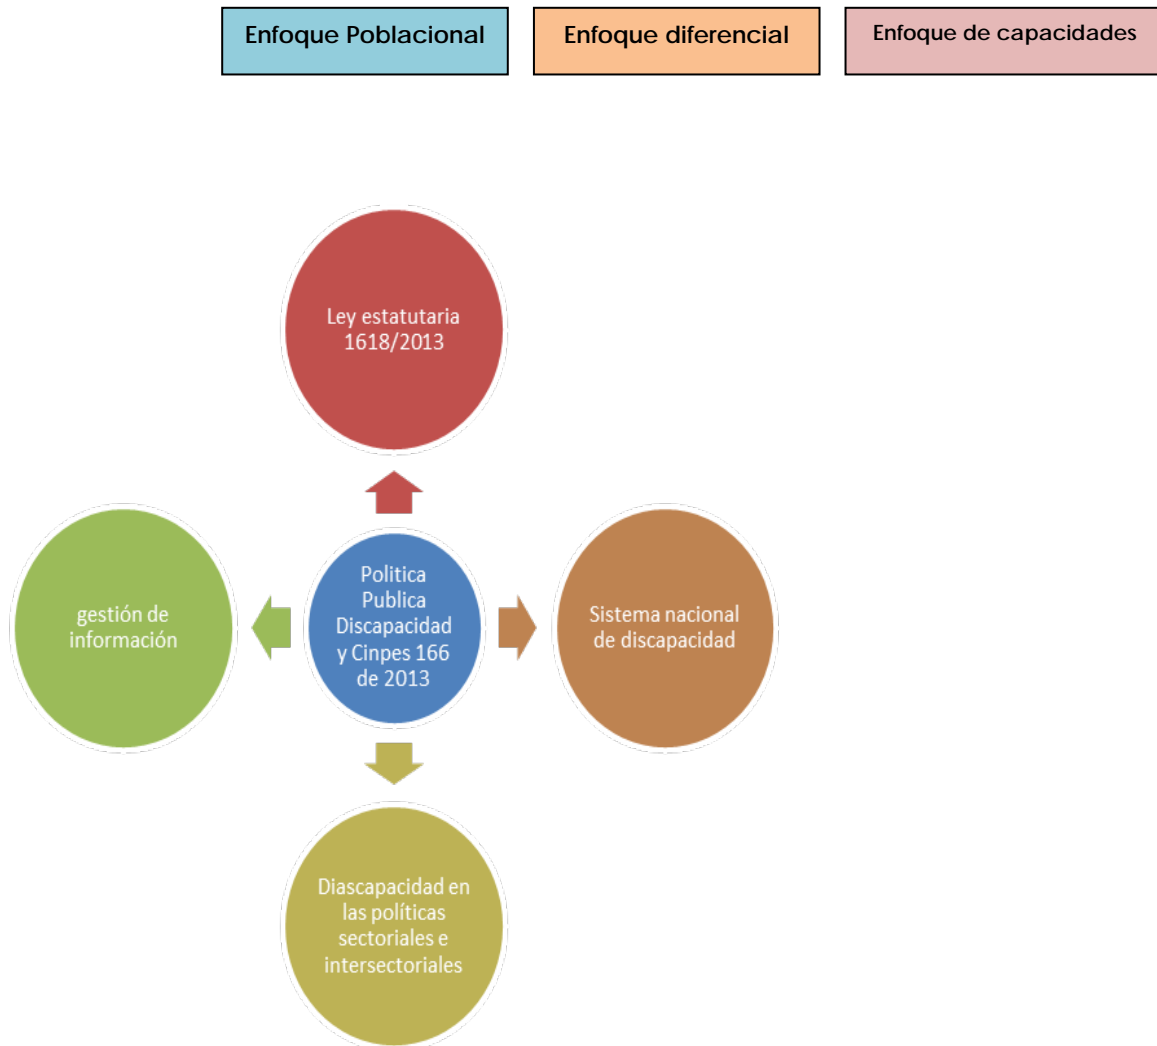 Enfoque Poblacional
Enfoque diferencial
Enfoque de capacidades
Ley estatutaria
1618/2013
gestión de
información
Politica
Publica
Discapacidad
y Cinpes 166
de 2013
Sistema nacional
de discapacidad
Diascapacidad en
las políticas
sectoriales e
intersectoriales